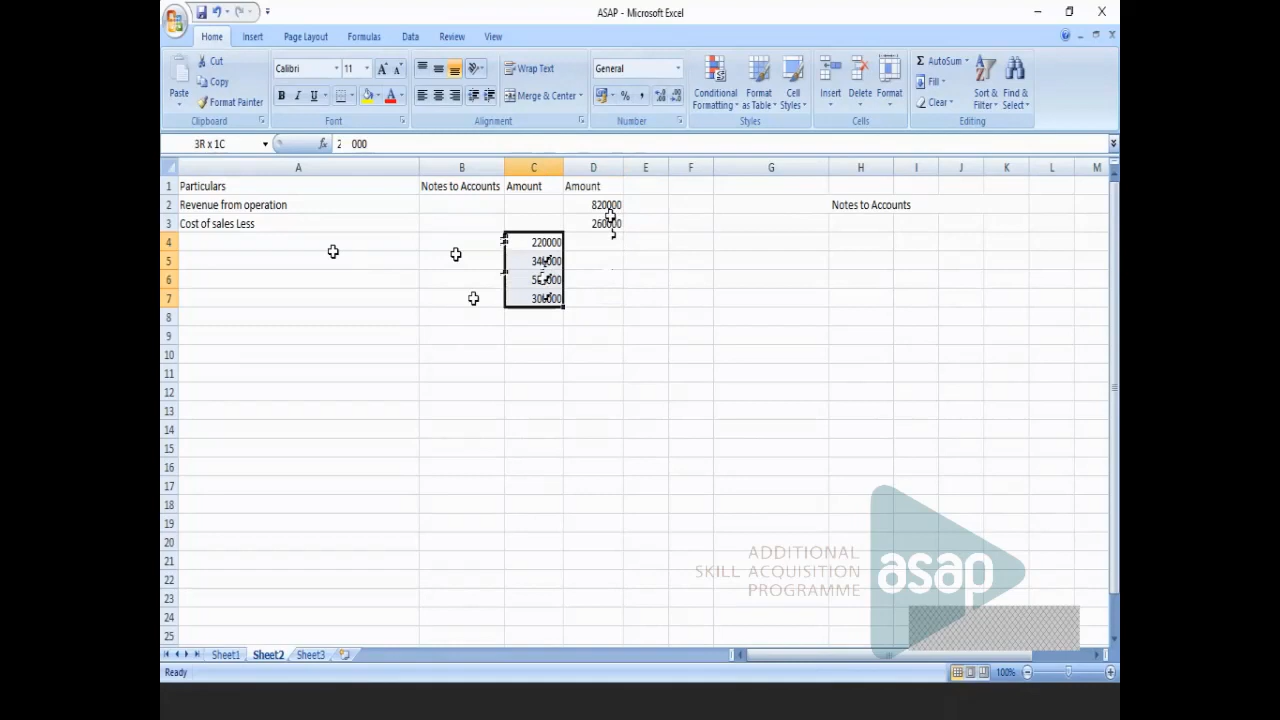 ASAP - Microsoft Excel
Home Insert Page Layout Formulas Data Review View
Cut
Copy
Format Painter
Paste
Clipboard
Calibri 11
B I U
Font
Wrap Text
Merge & Center
Alignment
General
% ,
Number
Conditional Formatting
Format as Table
Cell Styles
Styles
Insert Delete Format
Cells
AutoSum
Fill
Clear
Sort & Filter
Find & Select
Editing
3R x 1C fx 2 000
A B C D E F G H I J K L M
1 Particulars Notes to Accounts Amount Amount
2 Revenue from operation 820000 Notes to Accounts
3 Cost of sales Less 260000
4 220000
5
6
7
8
9
10
11
12
13
14
15
16
17
18
19
20
21
22
23
24
25
ADDITIONAL
SKILL ACQUISITION
PROGRAMME
asap
Sheet1 Sheet2 Sheet3
Ready 100%